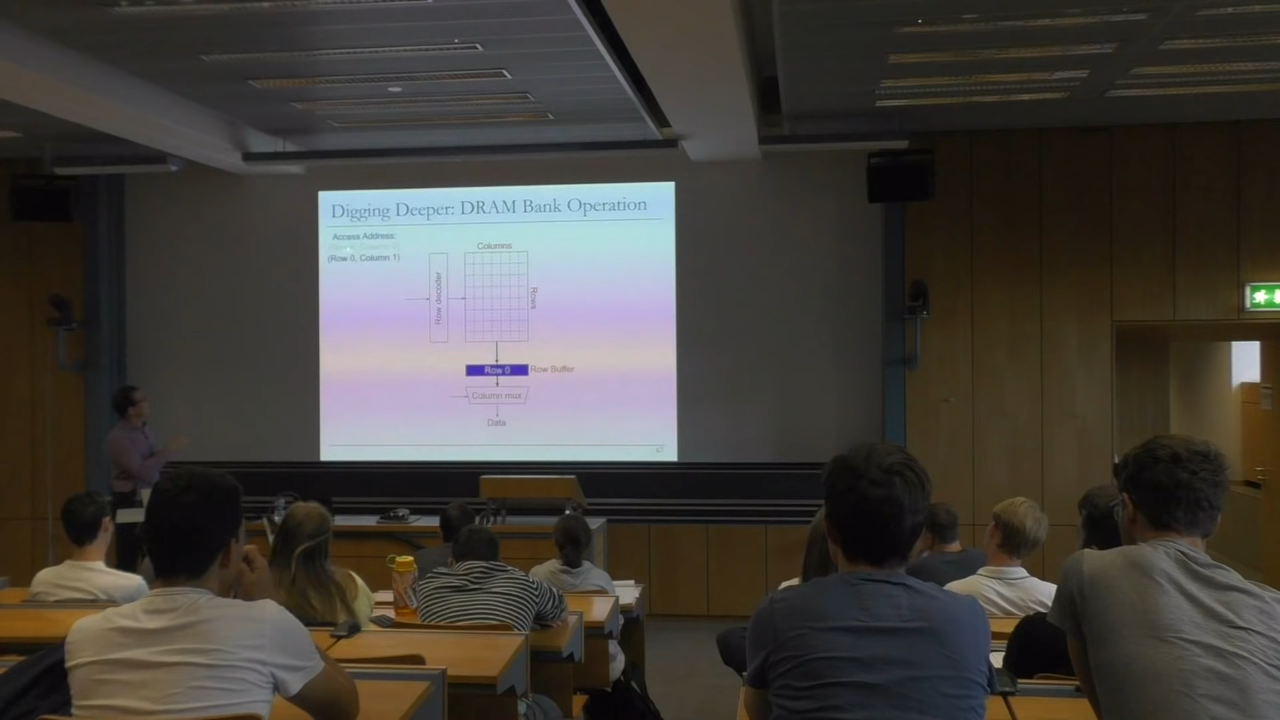 Digging Deeper: DRAM Bank Operation
Access Address:
(Row 0, Column 1)
Columns
Row decoder
Rows
Row 0
Row Buffer
Column mux
Data